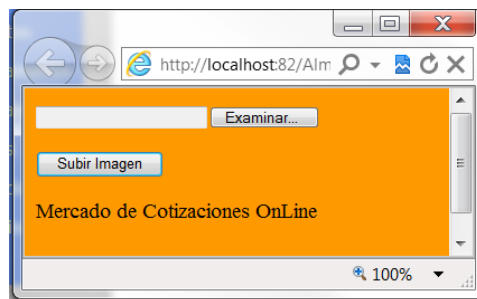 http://localhost:82/Alm
Examinar...
Subir Imagen
Mercado de Cotizaciones OnLine
100%